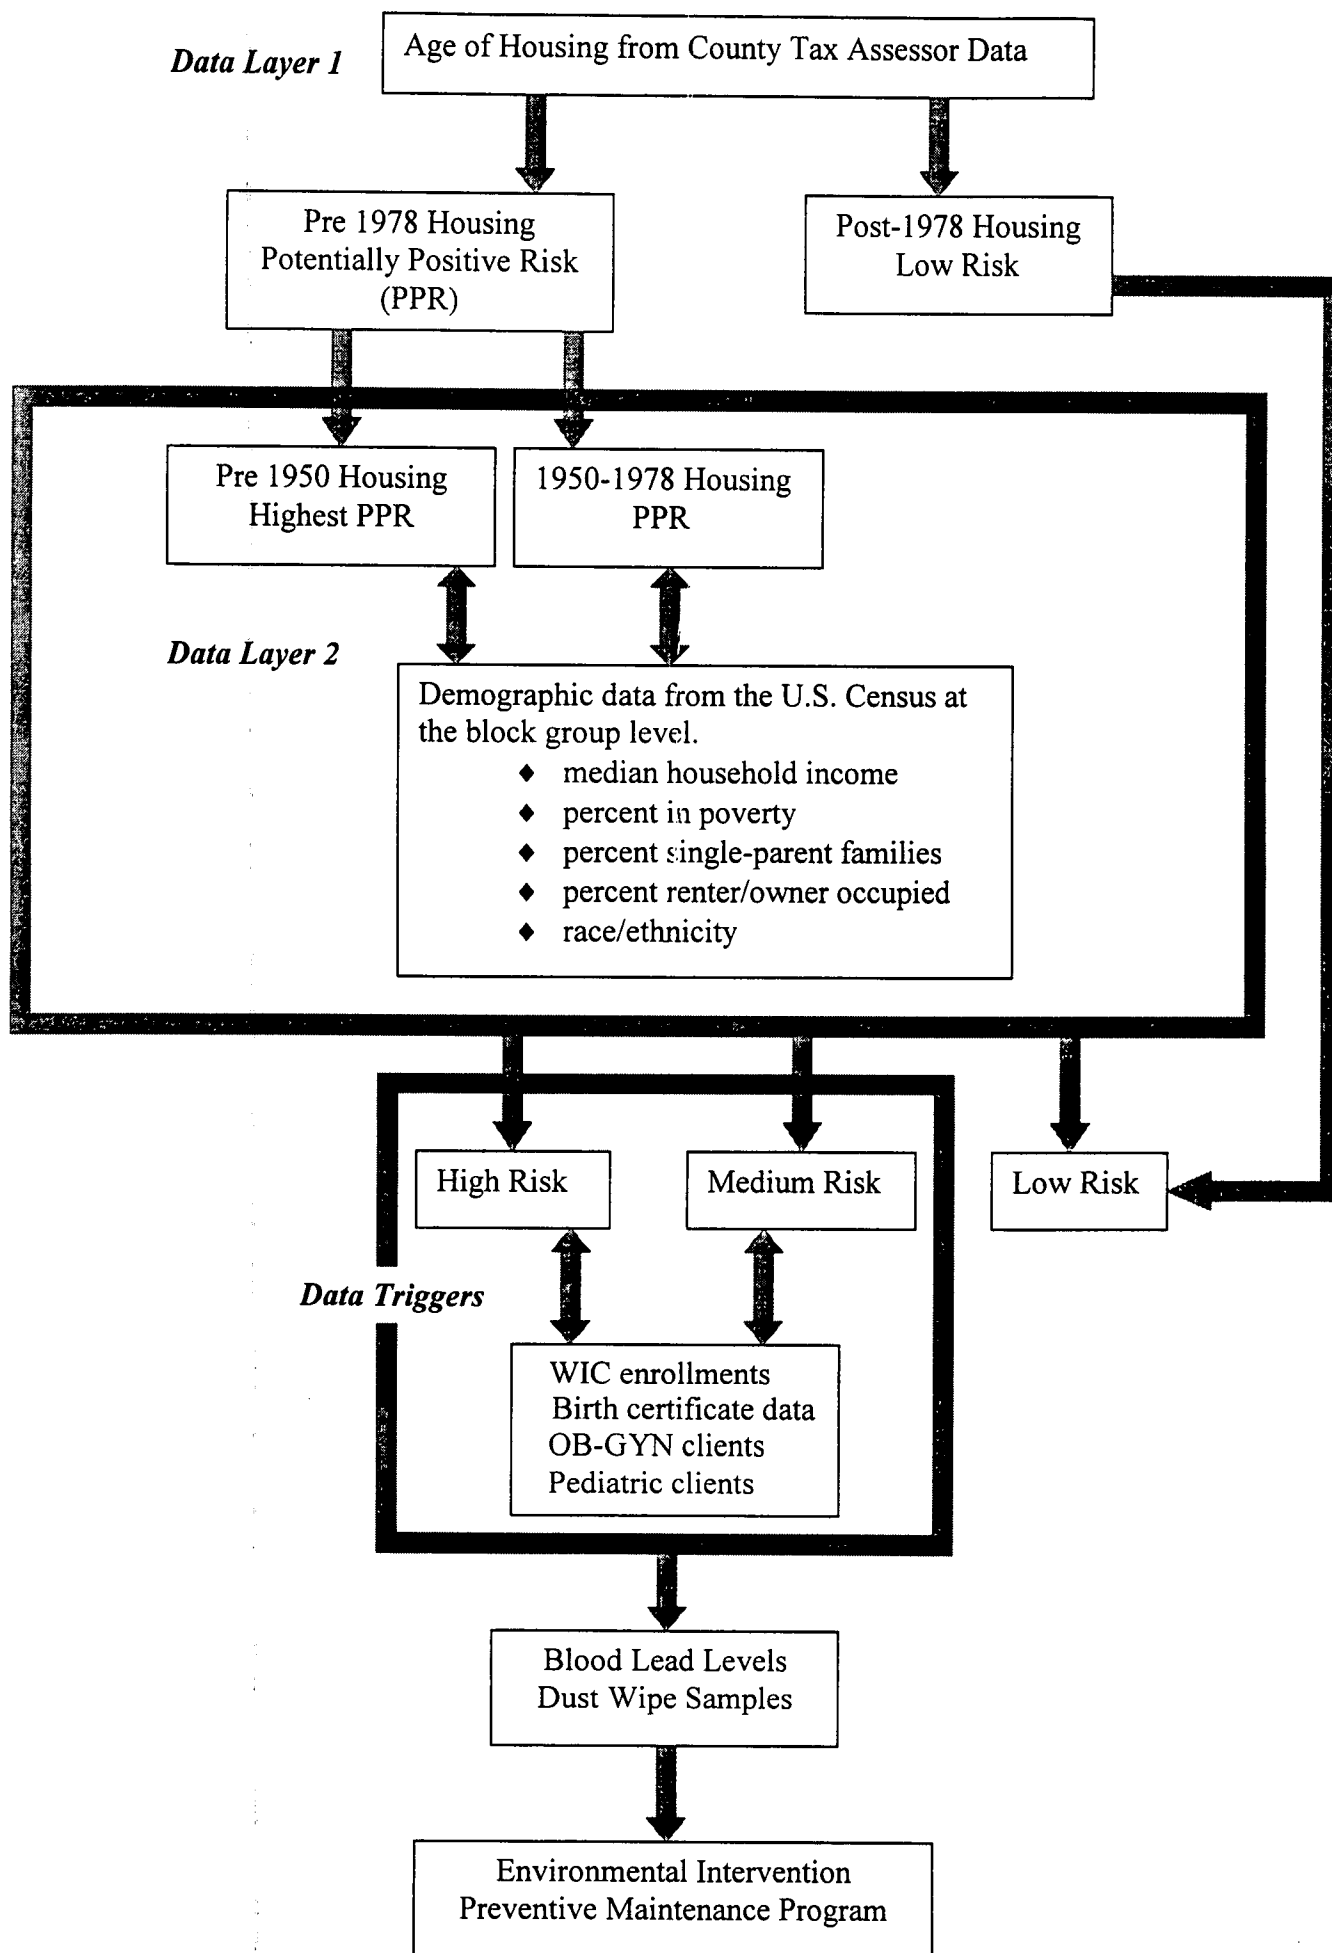 Data Layer 1
Age of Housing from County Tax Assessor Data
Pre 1978 Housing
Potentially Positive Risk
(PPR)
Post-1978 Housing
Low Risk
Pre 1950 Housing
Highest PPR
1950-1978 Housing
PPR
Data Layer 2
Demographic data from the U.S. Census at
the block group level.
♦ median household income
♦ percent in poverty
♦ percent single-parent families
♦ percent renter/owner occupied
♦ race/ethnicity
High Risk
Medium Risk
Low Risk
Data Triggers
WIC enrollments
Birth certificate data
OB-GYN clients
Pediatric clients
Blood Lead Levels
Dust Wipe Samples
Environmental Intervention
Preventive Maintenance Program